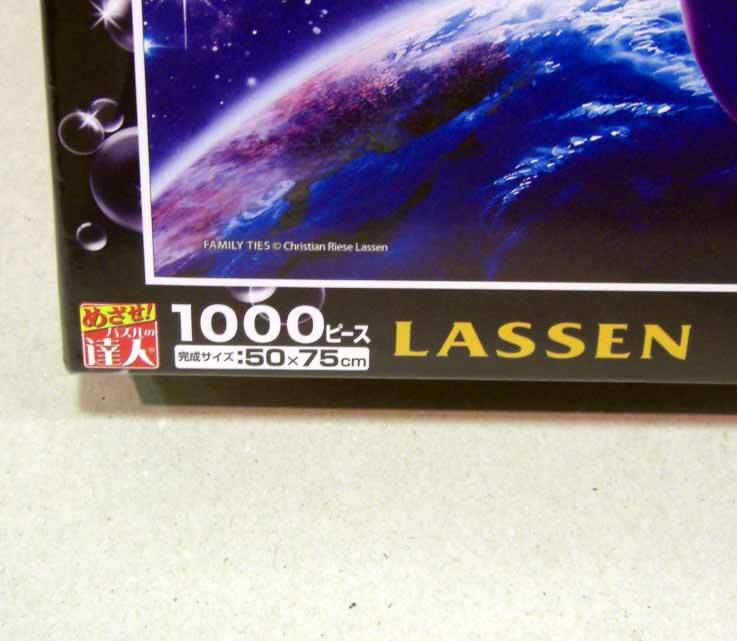 FAMILY TIES © Christian Riese Lassen
めざせ!
パズルの
達人
1000ピース
完成サイズ:50×75cm
LASSEN